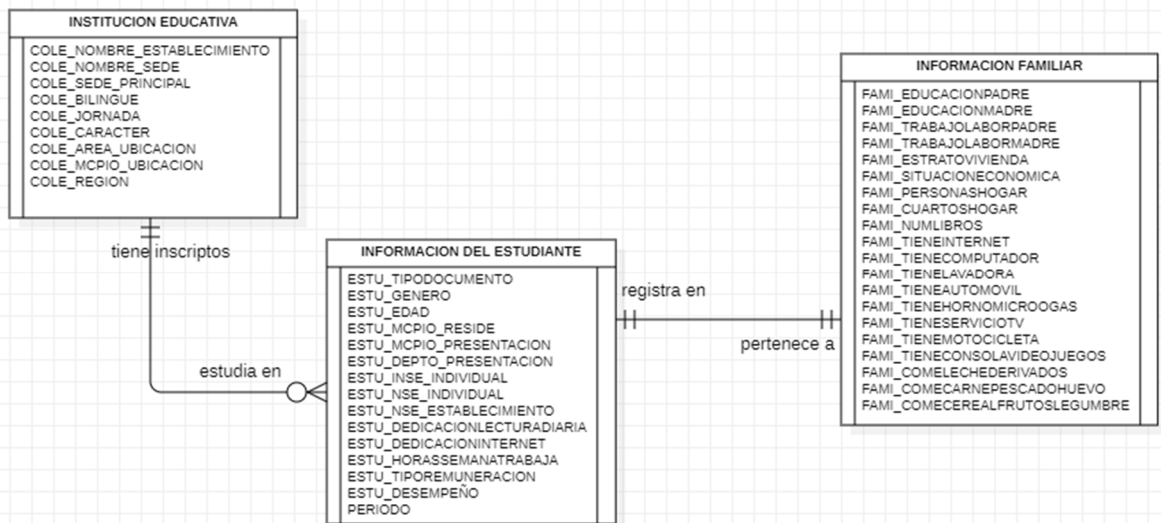 INSTITUCION EDUCATIVA
COLE_NOMBRE_ESTABLECIMIENTO
COLE_NOMBRE_SEDE
COLE_SEDE_PRINCIPAL
COLE_BILINGUE
COLE_JORNADA
COLE_CARACTER
COLE_AREA_UBICACION
COLE_MCPIO_UBICACION
COLE_REGION
tiene inscriptos
estudia en
INFORMACION DEL ESTUDIANTE
ESTU_TIPODOCUMENTO
ESTU_GENERO
ESTU_EDAD
ESTU_MCPIO_RESIDE
ESTU_MCPIO_PRESENTACION
ESTU_DEPTO_PRESENTACION
ESTU_INSE_INDIVIDUAL
ESTU_NSE_INDIVIDUAL
ESTU_NSE_ESTABLECIMIENTO
ESTU_DEDICACIONLECTURADIARIA
ESTU_DEDICACIONINTERNET
ESTU_HORASSEMANATRABAJA
ESTU_TIPOREMUNERACION
ESTU_DESEMPEÑO
PERIODO
registra en
pertenece a
INFORMACION FAMILIAR
FAMI_EDUCACIONPADRE
FAMI_EDUCACIONMADRE
FAMI_TRABAJOLABORPADRE
FAMI_TRABAJOLABORMADRE
FAMI_ESTRATOVIVIENDA
FAMI_SITUACIONECONOMICA
FAMI_PERSONASHOGAR
FAMI_CUARTOSHOGAR
FAMI_NUMLIBROS
FAMI_TIENEINTERNET
FAMI_TIENECOMPUTADOR
FAMI_TIENELAVADORA
FAMI_TIENEAUTOMOVIL
FAMI_TIENEHORNOMICROOGAS
FAMI_TIENESERVICIOTV
FAMI_TIENEMOTOCICLETA
FAMI_TIENECONSOLAVIDEOJUEGOS
FAMI_COMELECHEDERIVADOS
FAMI_COMECARNEPESCADOHUEVO
FAMI_COMECEREALFRUTOSLEGUMBRE